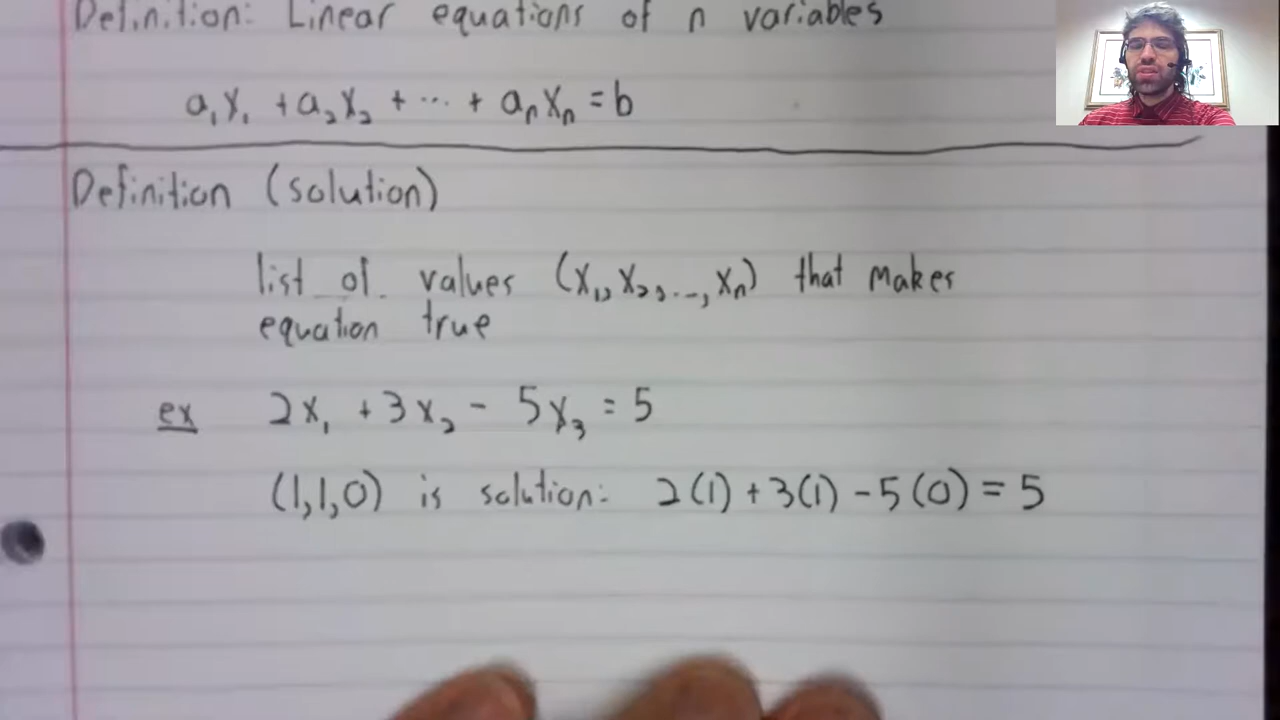 Definition: Linear equations of n variables
a₁x₁ + a₂x₂ + ... + aₙxₙ = b
Definition (solution)
list of values (x₁, x₂, ..., xₙ) that makes
equation true
ex 2x₁ + 3x₂ - 5x₃ = 5
(1,1,0) is solution: 2(1) + 3(1) - 5(0) = 5